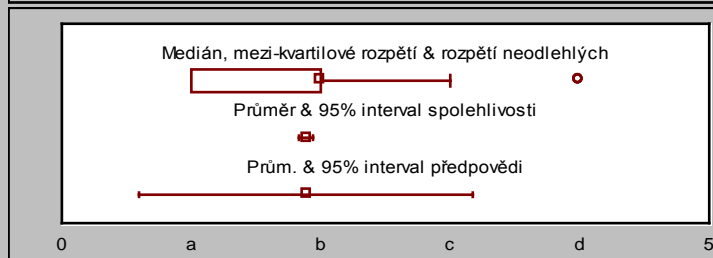 Medián, mezi-kvartilové rozpětí & rozpětí neodlehlých
Průměr & 95% interval spolehlivosti
Prům. & 95% interval předpovědi
0 a b c d 5